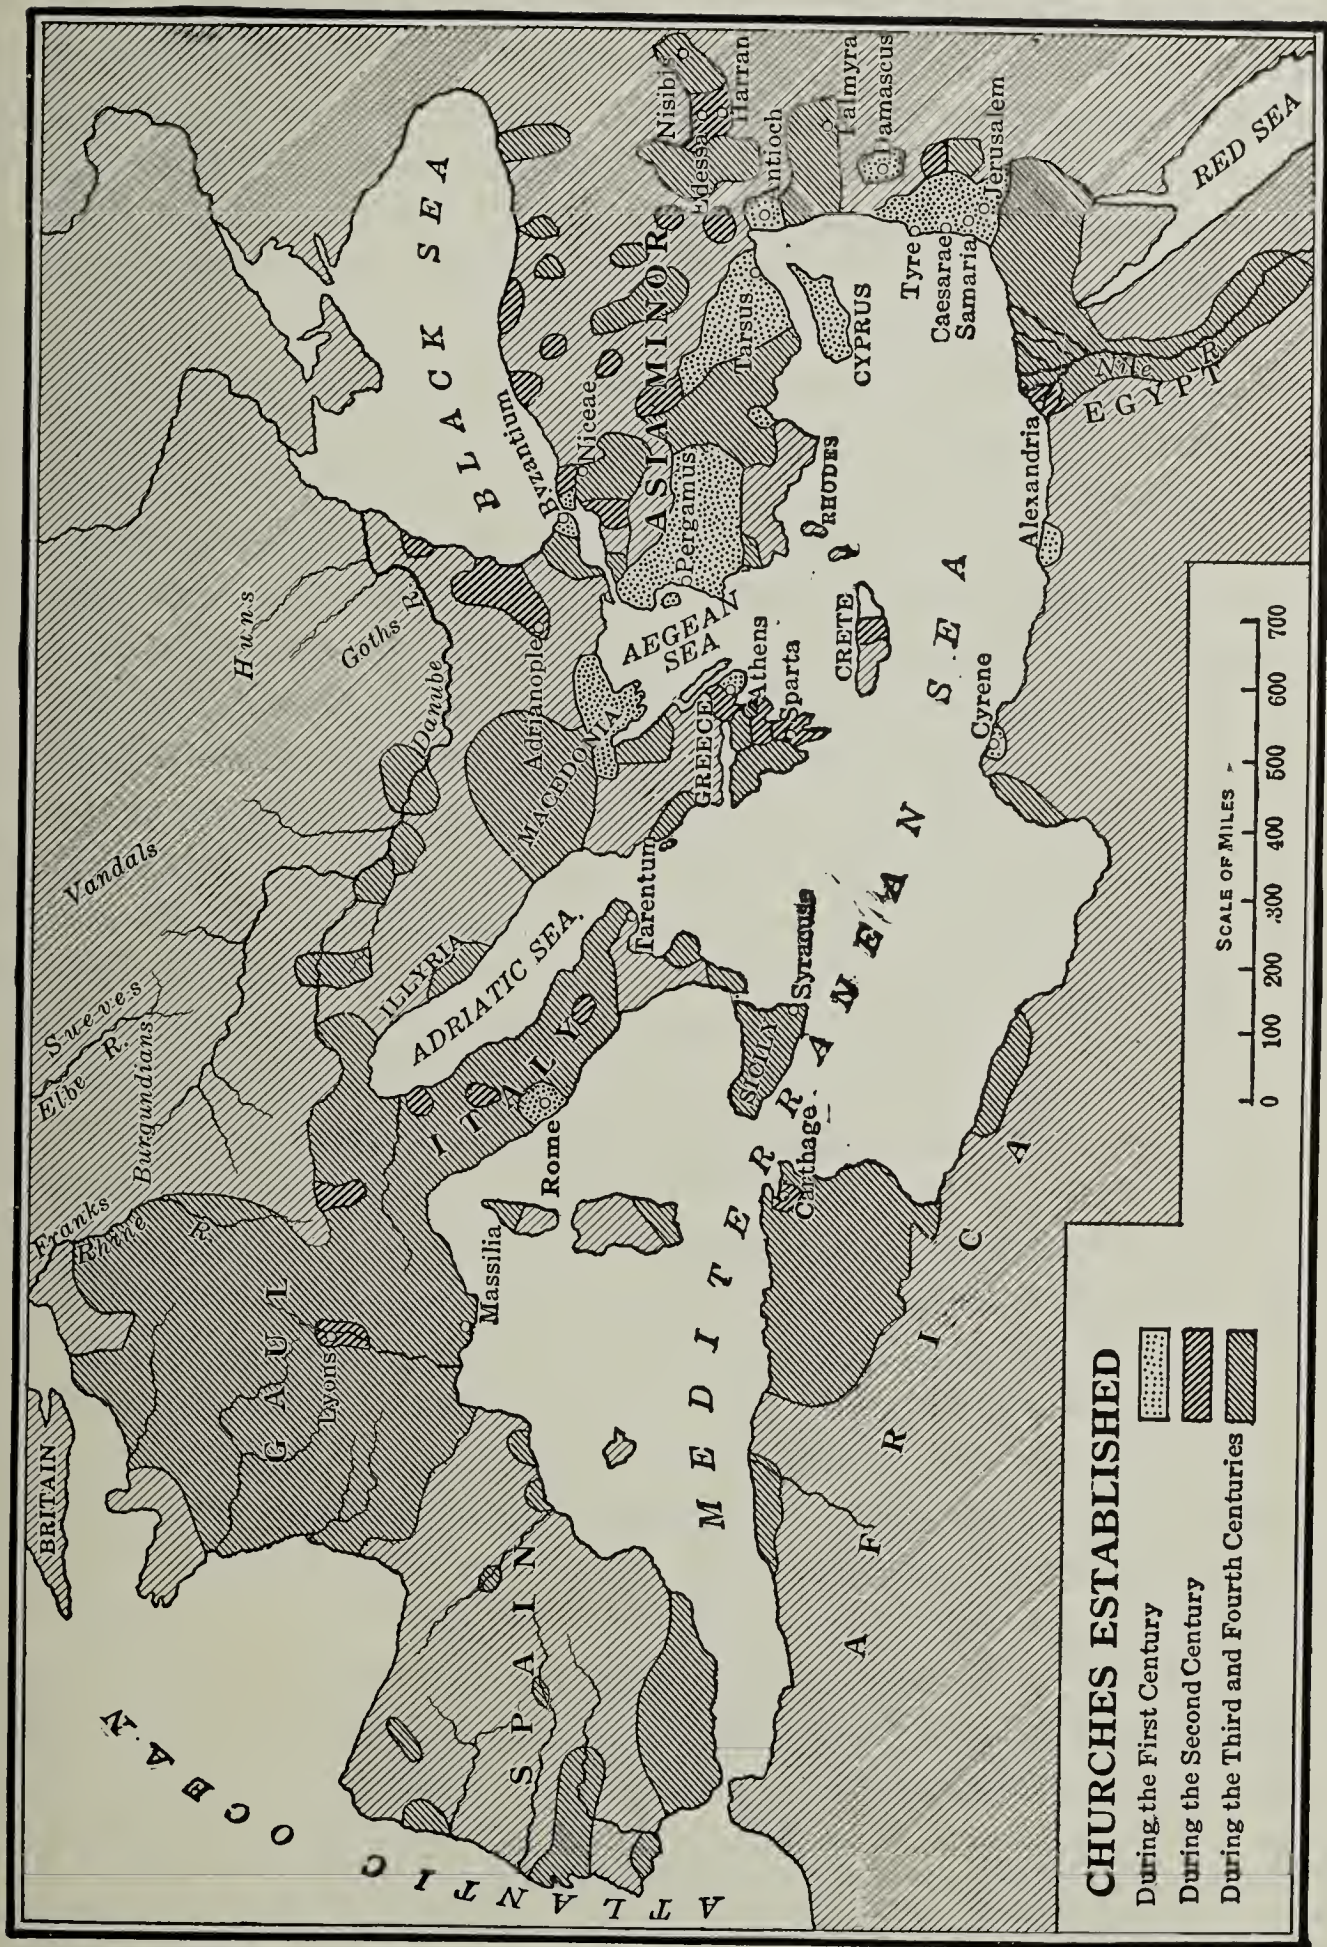 CHURCHES ESTABLISHED
During the First Century
During the Second Century
During the Third and Fourth Centuries
SCALE OF MILES
0 100 200 300 400 500 600 700
ATLANTIC OCEAN
BRITAIN
Franks
Rhine R.
Burgundians
Elbe R.
Sueves
Vandals
Huns
Goths
Danube R.
GAUL
Lyons
Massilia
SPAIN
ITALY
Rome
ADRIATIC SEA
ILLYRIA
Tarentum
SICILY
Syracuse
Carthage
MEDITERRANEAN SEA
AFRICA
MACEDONIA
Adrianople
GREECE
Athens
Sparta
AEGEAN SEA
CRETE
RHODES
Cyrene
BLACK SEA
Byzantium
Niceae
ASIA MINOR
Pergamus
Tarsus
CYPRUS
Nisibis
Edessa
Harran
Antioch
Palmyra
Damascus
Tyre
Caesarae
Samaria
Jerusalem
Alexandria
Nile R.
EGYPT
RED SEA